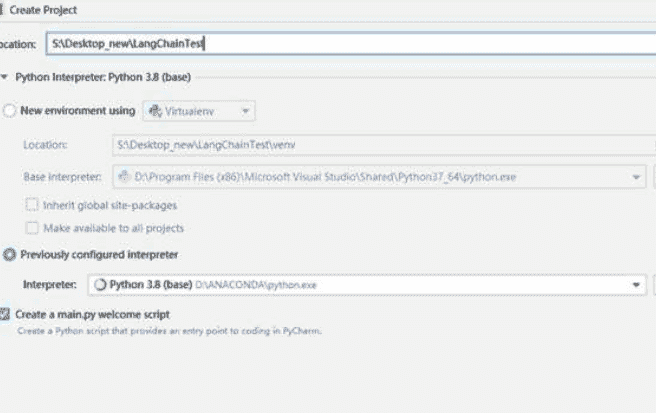 Create Project
ocation: S:\Desktop_new\LangChainTest
Python Interpreter: Python 3.8 (base)
New environment using Virtualenv
Location: S:\Desktop_new\LangChainTest\venv
Base interpreter: D:\Program Files (x86)\Microsoft Visual Studio\Shared\Python37_64\python.exe
Inherit global site-packages
Make available to all projects
Previously configured interpreter
Interpreter: Python 3.8 (base) D:\ANACONDA\python.exe
Create a main.py welcome script
Create a Python script that provides an entry point to coding in PyCharm.